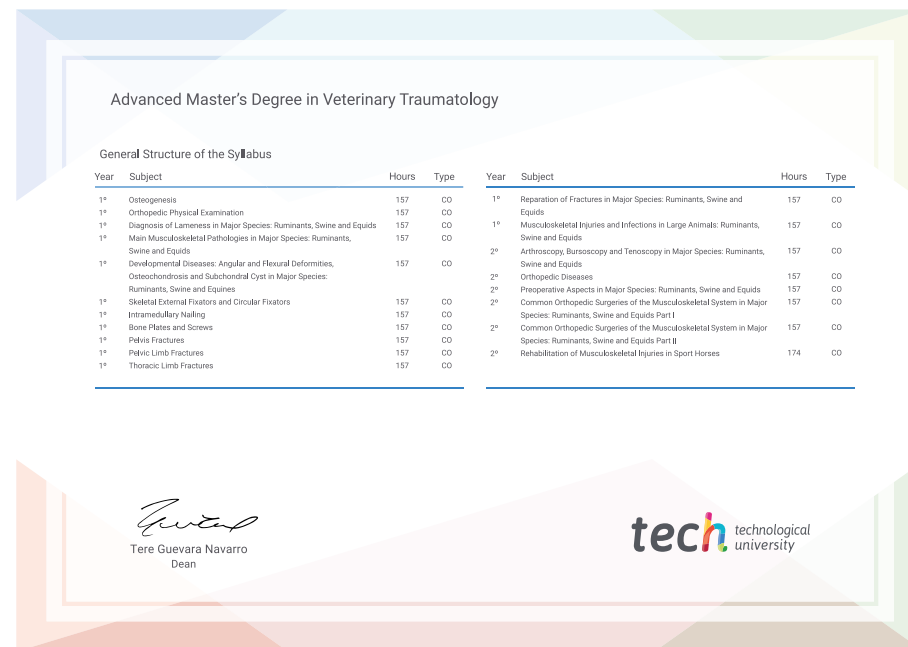 Advanced Master's Degree in Veterinary Traumatology
General Structure of the Syllabus
Year Subject Hours Type
1º Osteogenesis 157 CO
1º Orthopedic Physical Examination 157 CO
1º Diagnosis of Lameness in Major Species: Ruminants, Swine and Equids 157 CO
1º Main Musculoskeletal Pathologies in Major Species: Ruminants, 157 CO
Swine and Equids
1º Developmental Diseases: Angular and Flexural Deformities, 157 CO
Osteochondrosis and Subchondral Cyst in Major Species:
Ruminants, Swine and Equines
1º Skeletal External Fixators and Circular Fixators 157 CO
1º Intramedullary Nailing 157 CO
1º Bone Plates and Screws 157 CO
1º Pelvis Fractures 157 CO
1º Pelvic Limb Fractures 157 CO
1º Thoracic Limb Fractures 157 CO
Year Subject Hours Type
1º Reparation of Fractures in Major Species: Ruminants, Swine and 157 CO
Equids
1º Musculoskeletal Injuries and Infections in Large Animals: Ruminants, 157 CO
Swine and Equids
2º Arthroscopy, Bursoscopy and Tenoscopy in Major Species: Ruminants, 157 CO
Swine and Equids
2º Orthopedic Diseases 157 CO
2º Preoperative Aspects in Major Species: Ruminants, Swine and Equids 157 CO
2º Common Orthopedic Surgeries of the Musculoskeletal System in Major 157 CO
Species: Ruminants, Swine and Equids Part I
2º Common Orthopedic Surgeries of the Musculoskeletal System in Major 157 CO
Species: Ruminants, Swine and Equids Part II
2º Rehabilitation of Musculoskeletal Injuries in Sport Horses 174 CO
Tere Guevara Navarro
Dean
tech technological
university